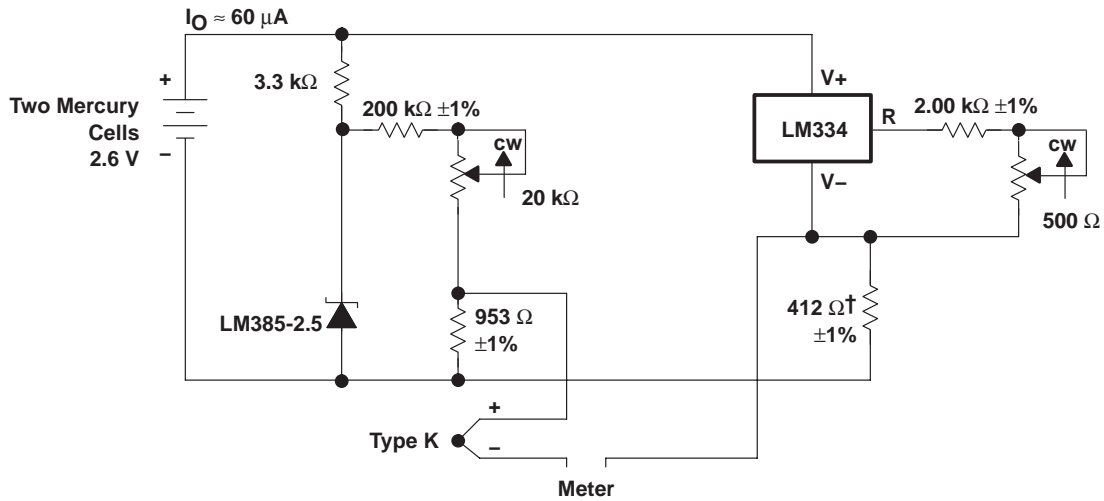 I_O ≈ 60 μA
+
Two Mercury
Cells
2.6 V
−
3.3 kΩ
200 kΩ ±1%
cw
20 kΩ
LM385-2.5
953 Ω
±1%
V+
LM334
R
2.00 kΩ ±1%
V−
cw
500 Ω
412 Ω†
±1%
+
Type K
−
Meter